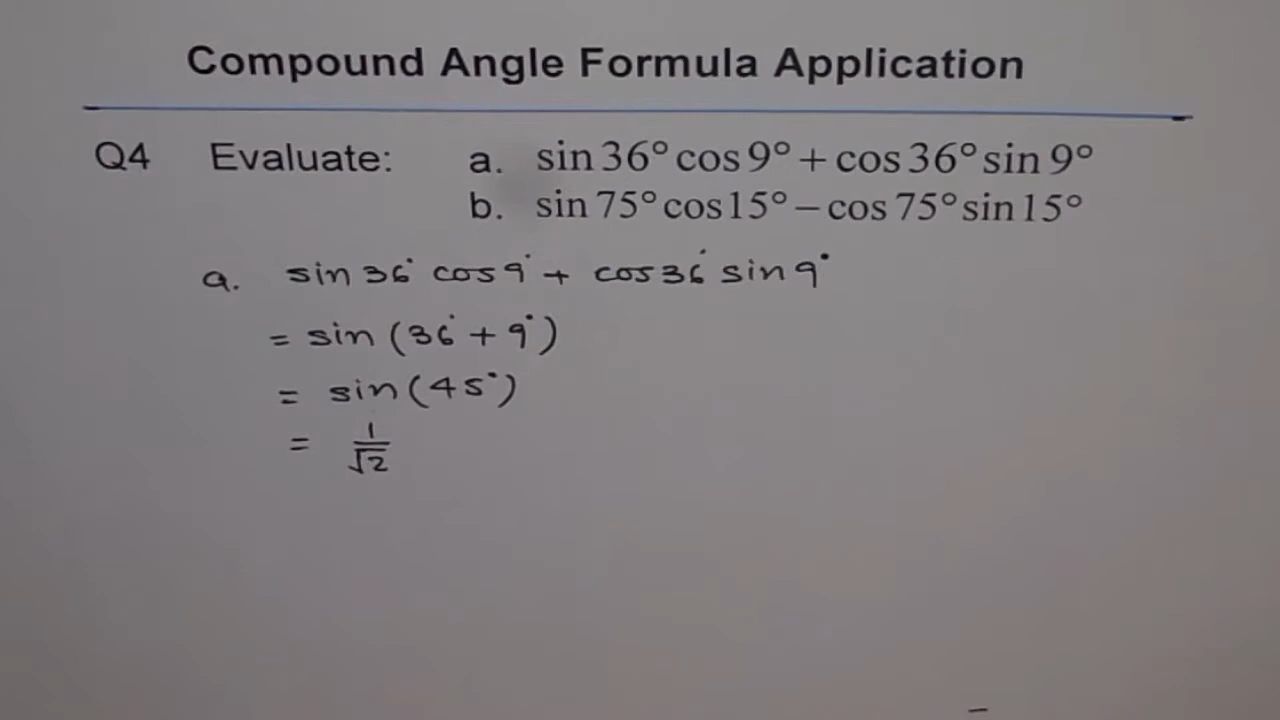 Compound Angle Formula Application
Q4 Evaluate: a. sin 36° cos 9° + cos 36° sin 9°
b. sin 75° cos 15° − cos 75° sin 15°
a. sin 36° cos 9° + cos 36° sin 9°
= sin (36° + 9°)
= sin (45°)
= 1/√2